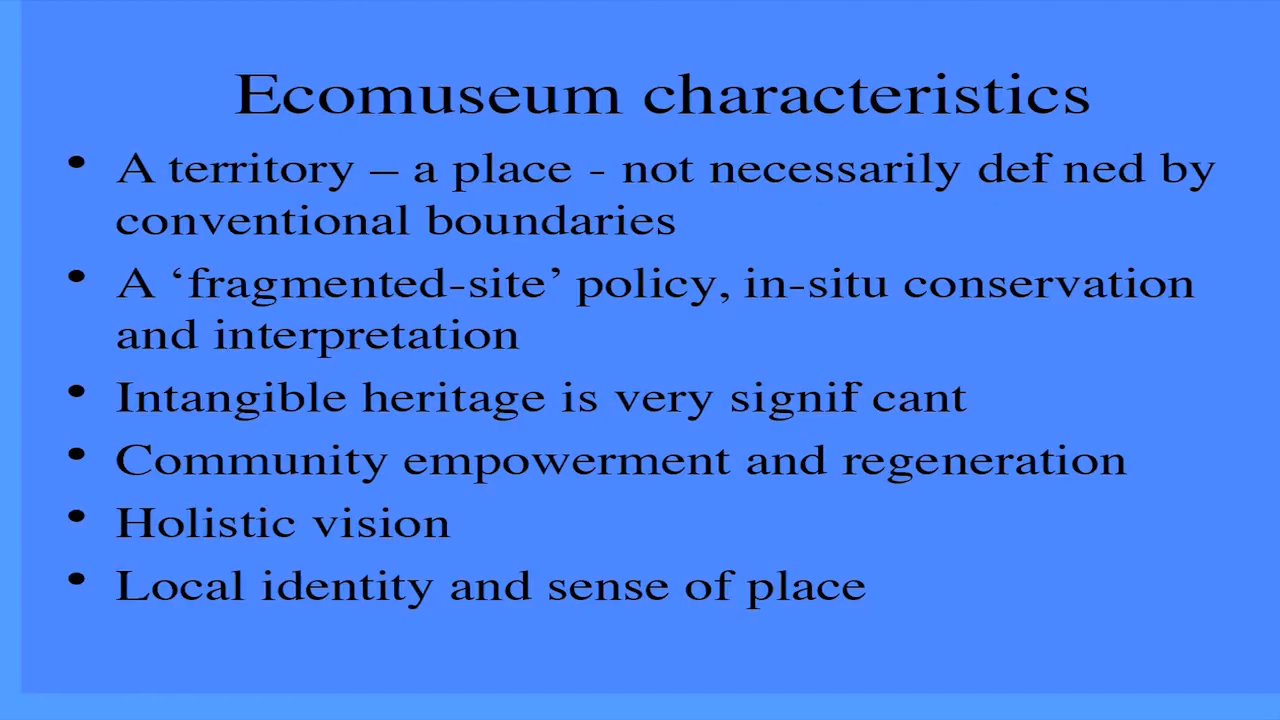 Ecomuseum characteristics
• A territory – a place - not necessarily def ned by
conventional boundaries
• A ‘fragmented-site’ policy, in-situ conservation
and interpretation
• Intangible heritage is very signif cant
• Community empowerment and regeneration
• Holistic vision
• Local identity and sense of place